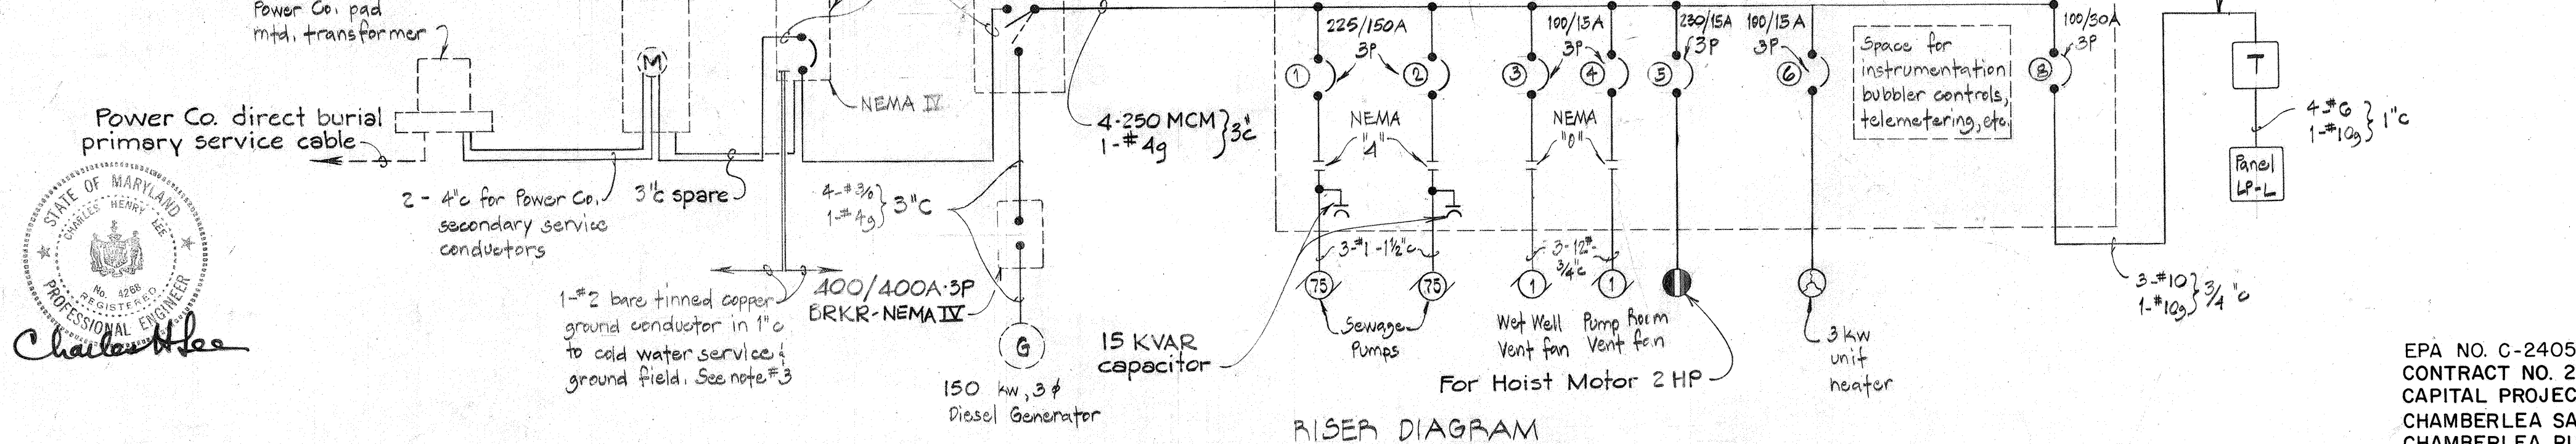 Power Co. pad
mtd. transformer
Power Co. direct burial
primary service cable
STATE OF MARYLAND
CHARLES HENRY LEE
No. 4268
REGISTERED
PROFESSIONAL ENGINEER
Charles H Lee
M
2 - 4"c for Power Co.
secondary service
conductors
3"c spare
NEMA IV
1-#2 bare tinned copper
ground conductor in 1"c
to cold water service &
ground field. See note #3
4-#3/0
1-#4g } 3"C
400/400A-3P
BRKR-NEMA IV
G
150 kw, 3φ
Diesel Generator
4-250 MCM
1-#4g } 3"c
225/150A
3P
1
2
NEMA
"4"
3-#1-1½"c
75
75
Sewage
Pumps
15 KVAR
capacitor
100/15A
3P
3
4
NEMA
"0"
3-12#
3/4"c
1
1
Wet Well
Vent fan
Pump Room
Vent fan
230/15A
3P
5
For Hoist Motor 2 HP
100/15A
3P
6
3 kw
unit
heater
Space for
instrumentation
bubbler controls,
telemetering, etc.
100/30A
3P
8
3-#10
1-#10g } 3/4"c
T
4-#6
1-#10g } 1"c
Panel
LP-L
RISER DIAGRAM
EPA NO. C-2405
CONTRACT NO. 2
CAPITAL PROJEC
CHAMBERLEA SA
CHAMBERLEA